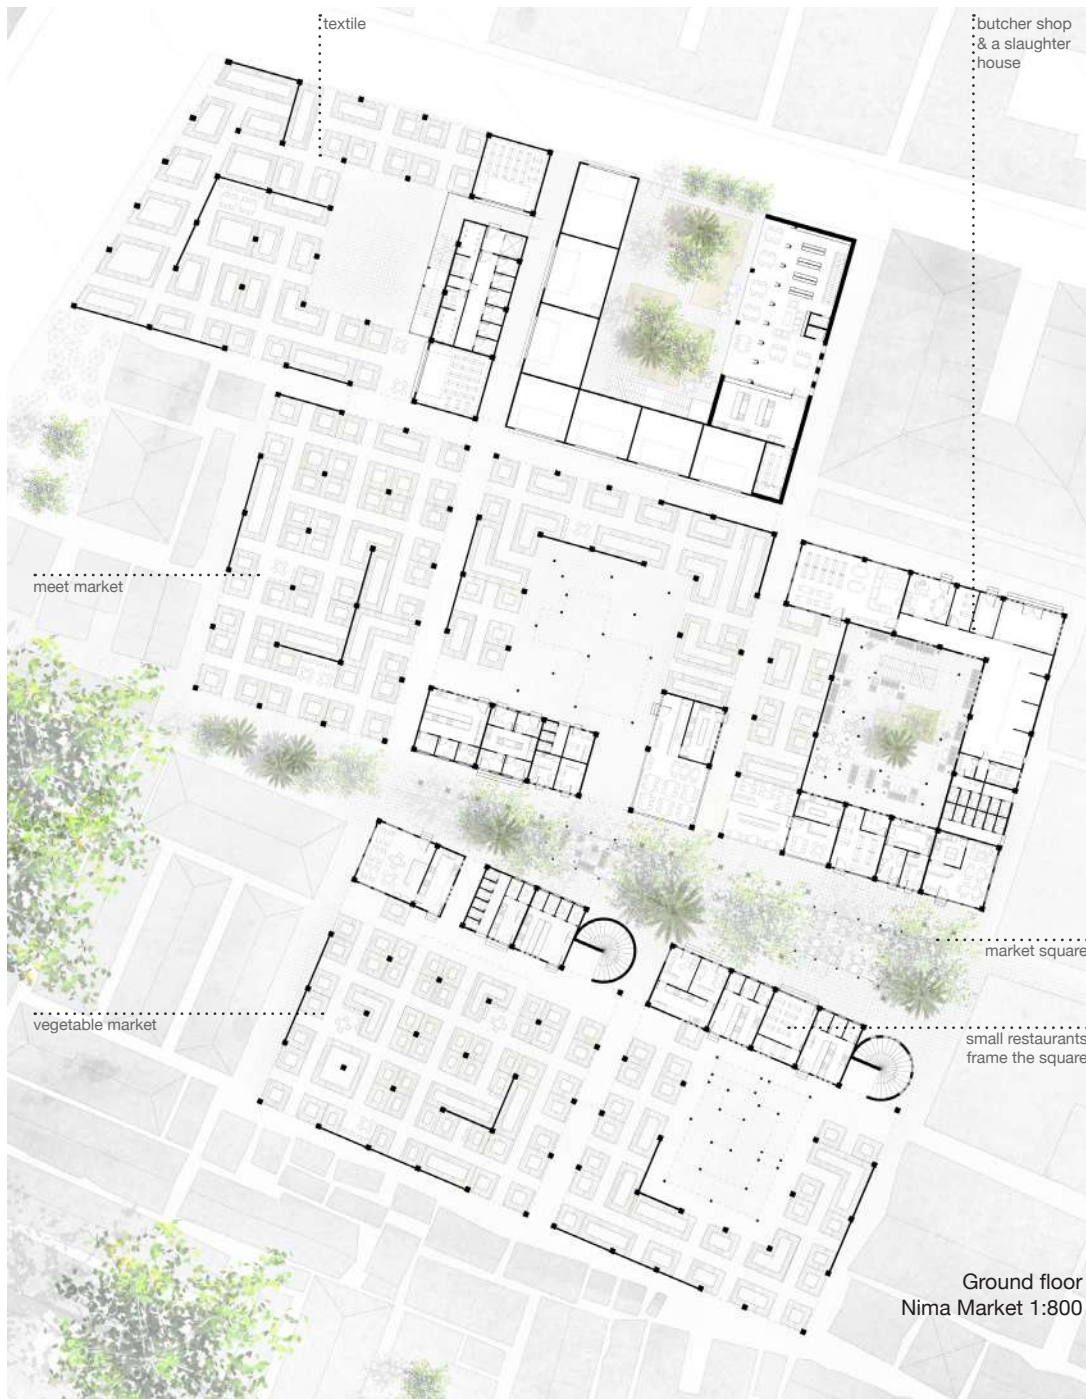 textile
butcher shop
& a slaughter
house
meet market
market square
vegetable market
small restaurants
frame the square
Ground floor
Nima Market 1:800